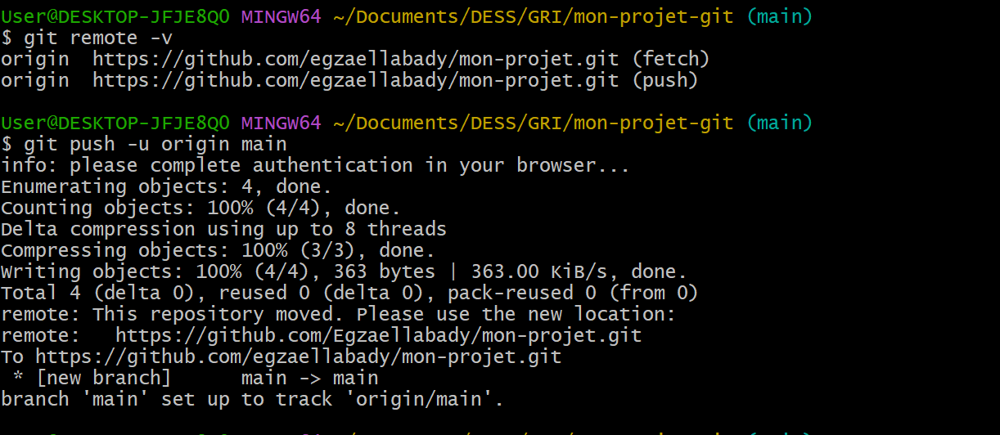 User@DESKTOP-JFJE8QO MINGW64 ~/Documents/DESS/GRI/mon-projet-git (main)
$ git remote -v
origin  https://github.com/egzaellabady/mon-projet.git (fetch)
origin  https://github.com/egzaellabady/mon-projet.git (push)
User@DESKTOP-JFJE8QO MINGW64 ~/Documents/DESS/GRI/mon-projet-git (main)
$ git push -u origin main
info: please complete authentication in your browser...
Enumerating objects: 4, done.
Counting objects: 100% (4/4), done.
Delta compression using up to 8 threads
Compressing objects: 100% (3/3), done.
Writing objects: 100% (4/4), 363 bytes | 363.00 KiB/s, done.
Total 4 (delta 0), reused 0 (delta 0), pack-reused 0 (from 0)
remote: This repository moved. Please use the new location:
remote:   https://github.com/Egzaellabady/mon-projet.git
To https://github.com/egzaellabady/mon-projet.git
 * [new branch]      main -> main
branch 'main' set up to track 'origin/main'.